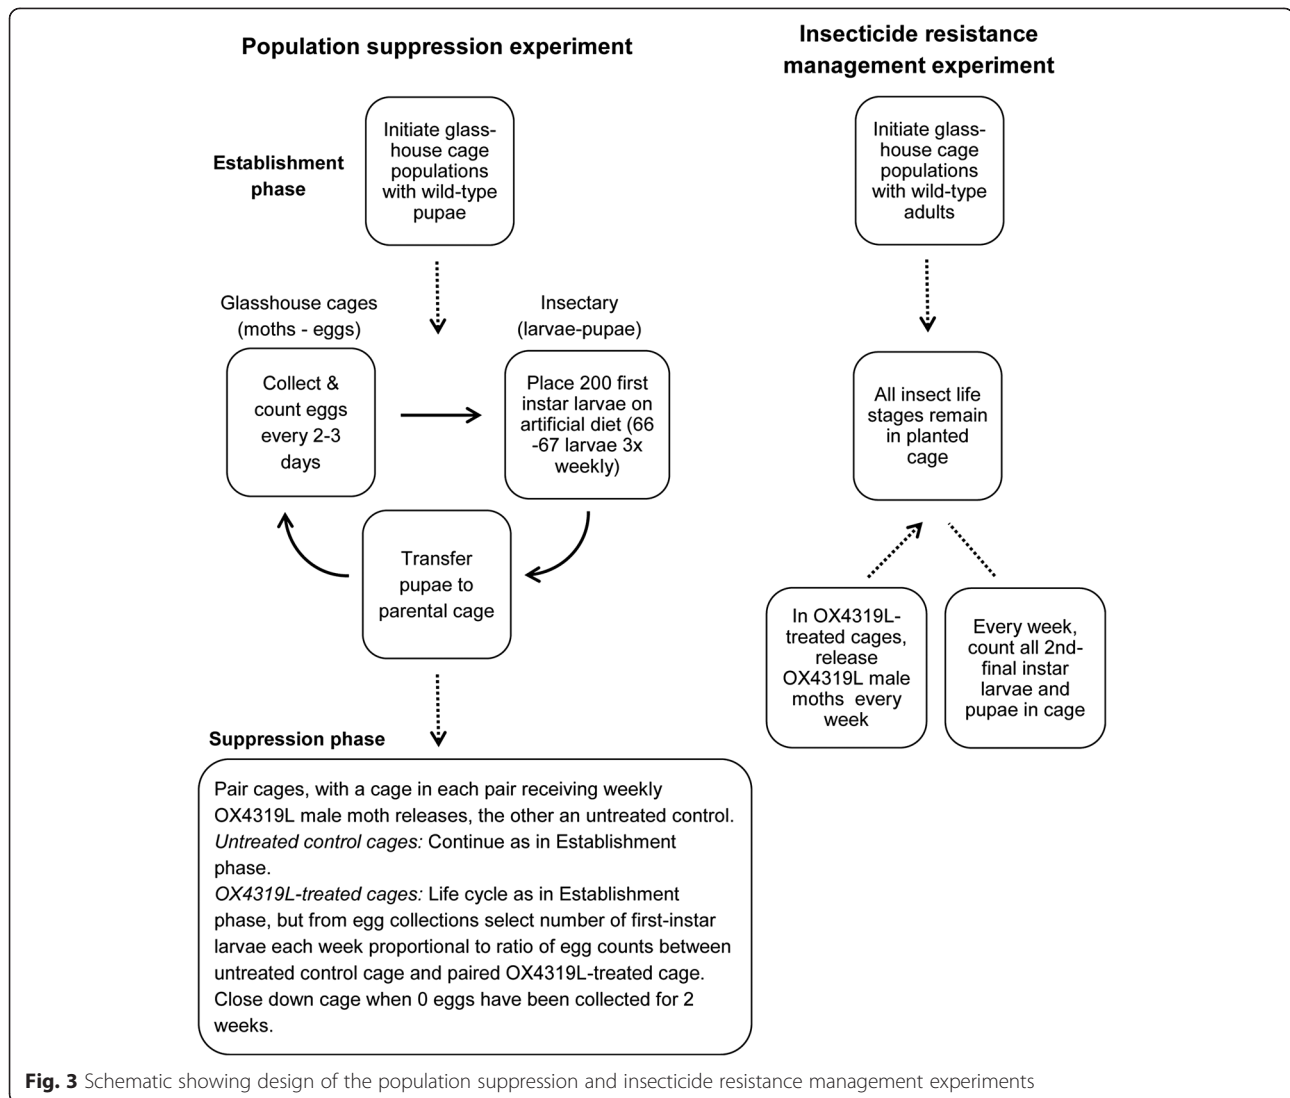 Population suppression experiment
Establishment
phase
Initiate glass-
house cage
populations
with wild-type
pupae
Glasshouse cages
(moths - eggs)
Insectary
(larvae-pupae)
Collect &
count eggs
every 2-3
days
Place 200 first
instar larvae on
artificial diet (66
-67 larvae 3x
weekly)
Transfer
pupae to
parental cage
Suppression phase
Pair cages, with a cage in each pair receiving weekly
OX4319L male moth releases, the other an untreated control.
Untreated control cages: Continue as in Establishment
phase.
OX4319L-treated cages: Life cycle as in Establishment
phase, but from egg collections select number of first-instar
larvae each week proportional to ratio of egg counts between
untreated control cage and paired OX4319L-treated cage.
Close down cage when 0 eggs have been collected for 2
weeks.
Insecticide resistance
management experiment
Initiate glass-
house cage
populations
with wild-type
adults
All insect life
stages remain
in planted
cage
In OX4319L-
treated cages,
release
OX4319L male
moths every
week
Every week,
count all 2nd-
final instar
larvae and
pupae in cage
Fig. 3 Schematic showing design of the population suppression and insecticide resistance management experiments